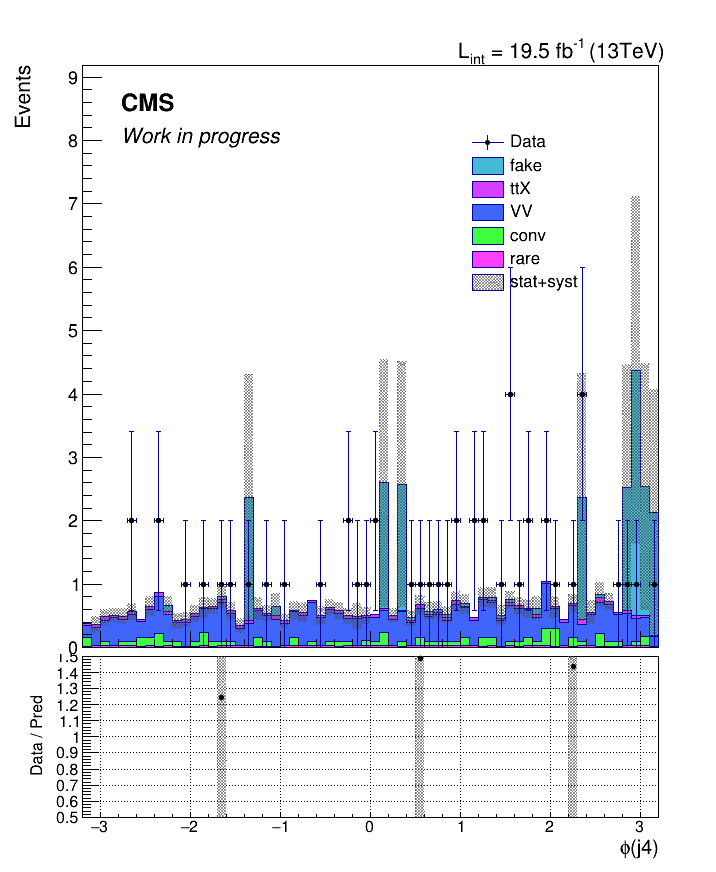 L_int = 19.5 fb^-1 (13TeV)
Events
9
CMS
Work in progress
8
Data
fake
ttX
7
VV
conv
rare
6
stat+syst
5
4
3
2
1
0
Data / Pred
1.5
1.4
1.3
1.2
1.1
1
0.9
0.8
0.7
0.6
0.5
−3 −2 −1 0 1 2 3
ϕ(j4)